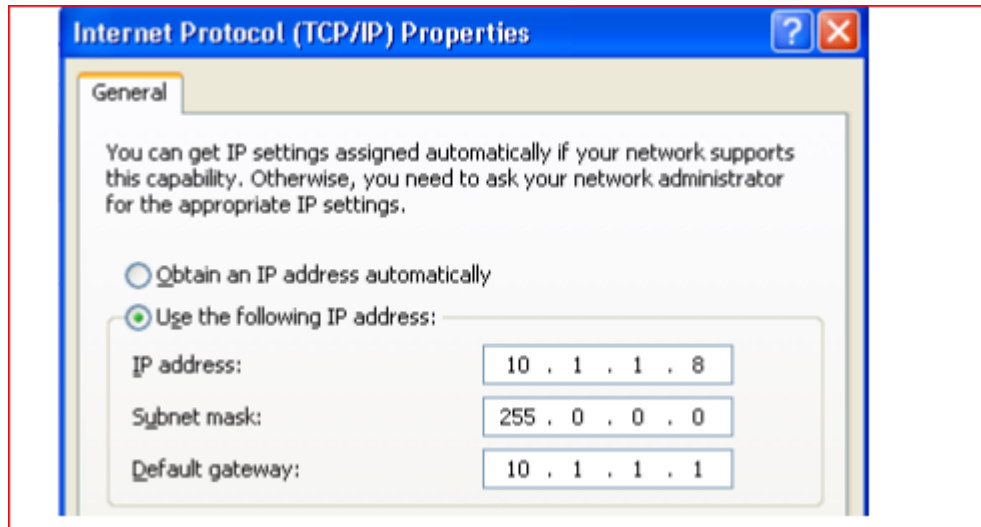 Internet Protocol (TCP/IP) Properties
General
You can get IP settings assigned automatically if your network supports
this capability. Otherwise, you need to ask your network administrator
for the appropriate IP settings.
Obtain an IP address automatically
Use the following IP address:
IP address: 10 . 1 . 1 . 8
Subnet mask: 255 . 0 . 0 . 0
Default gateway: 10 . 1 . 1 . 1